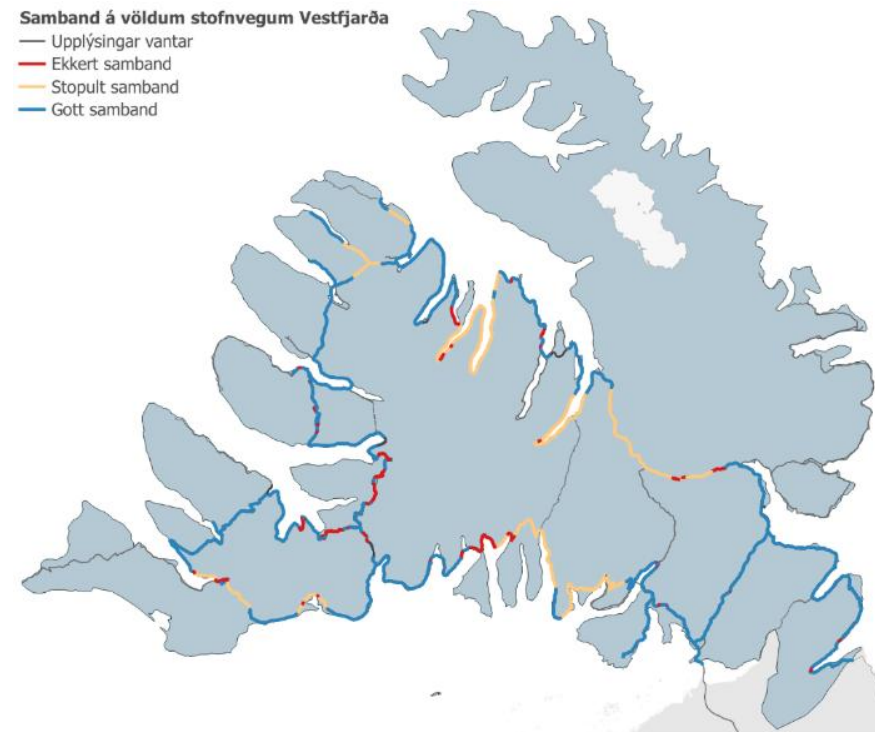 Samband á völdum stofnvegum Vestfjarða
Upplýsingar vantar
Ekkert samband
Stopult samband
Gott samband